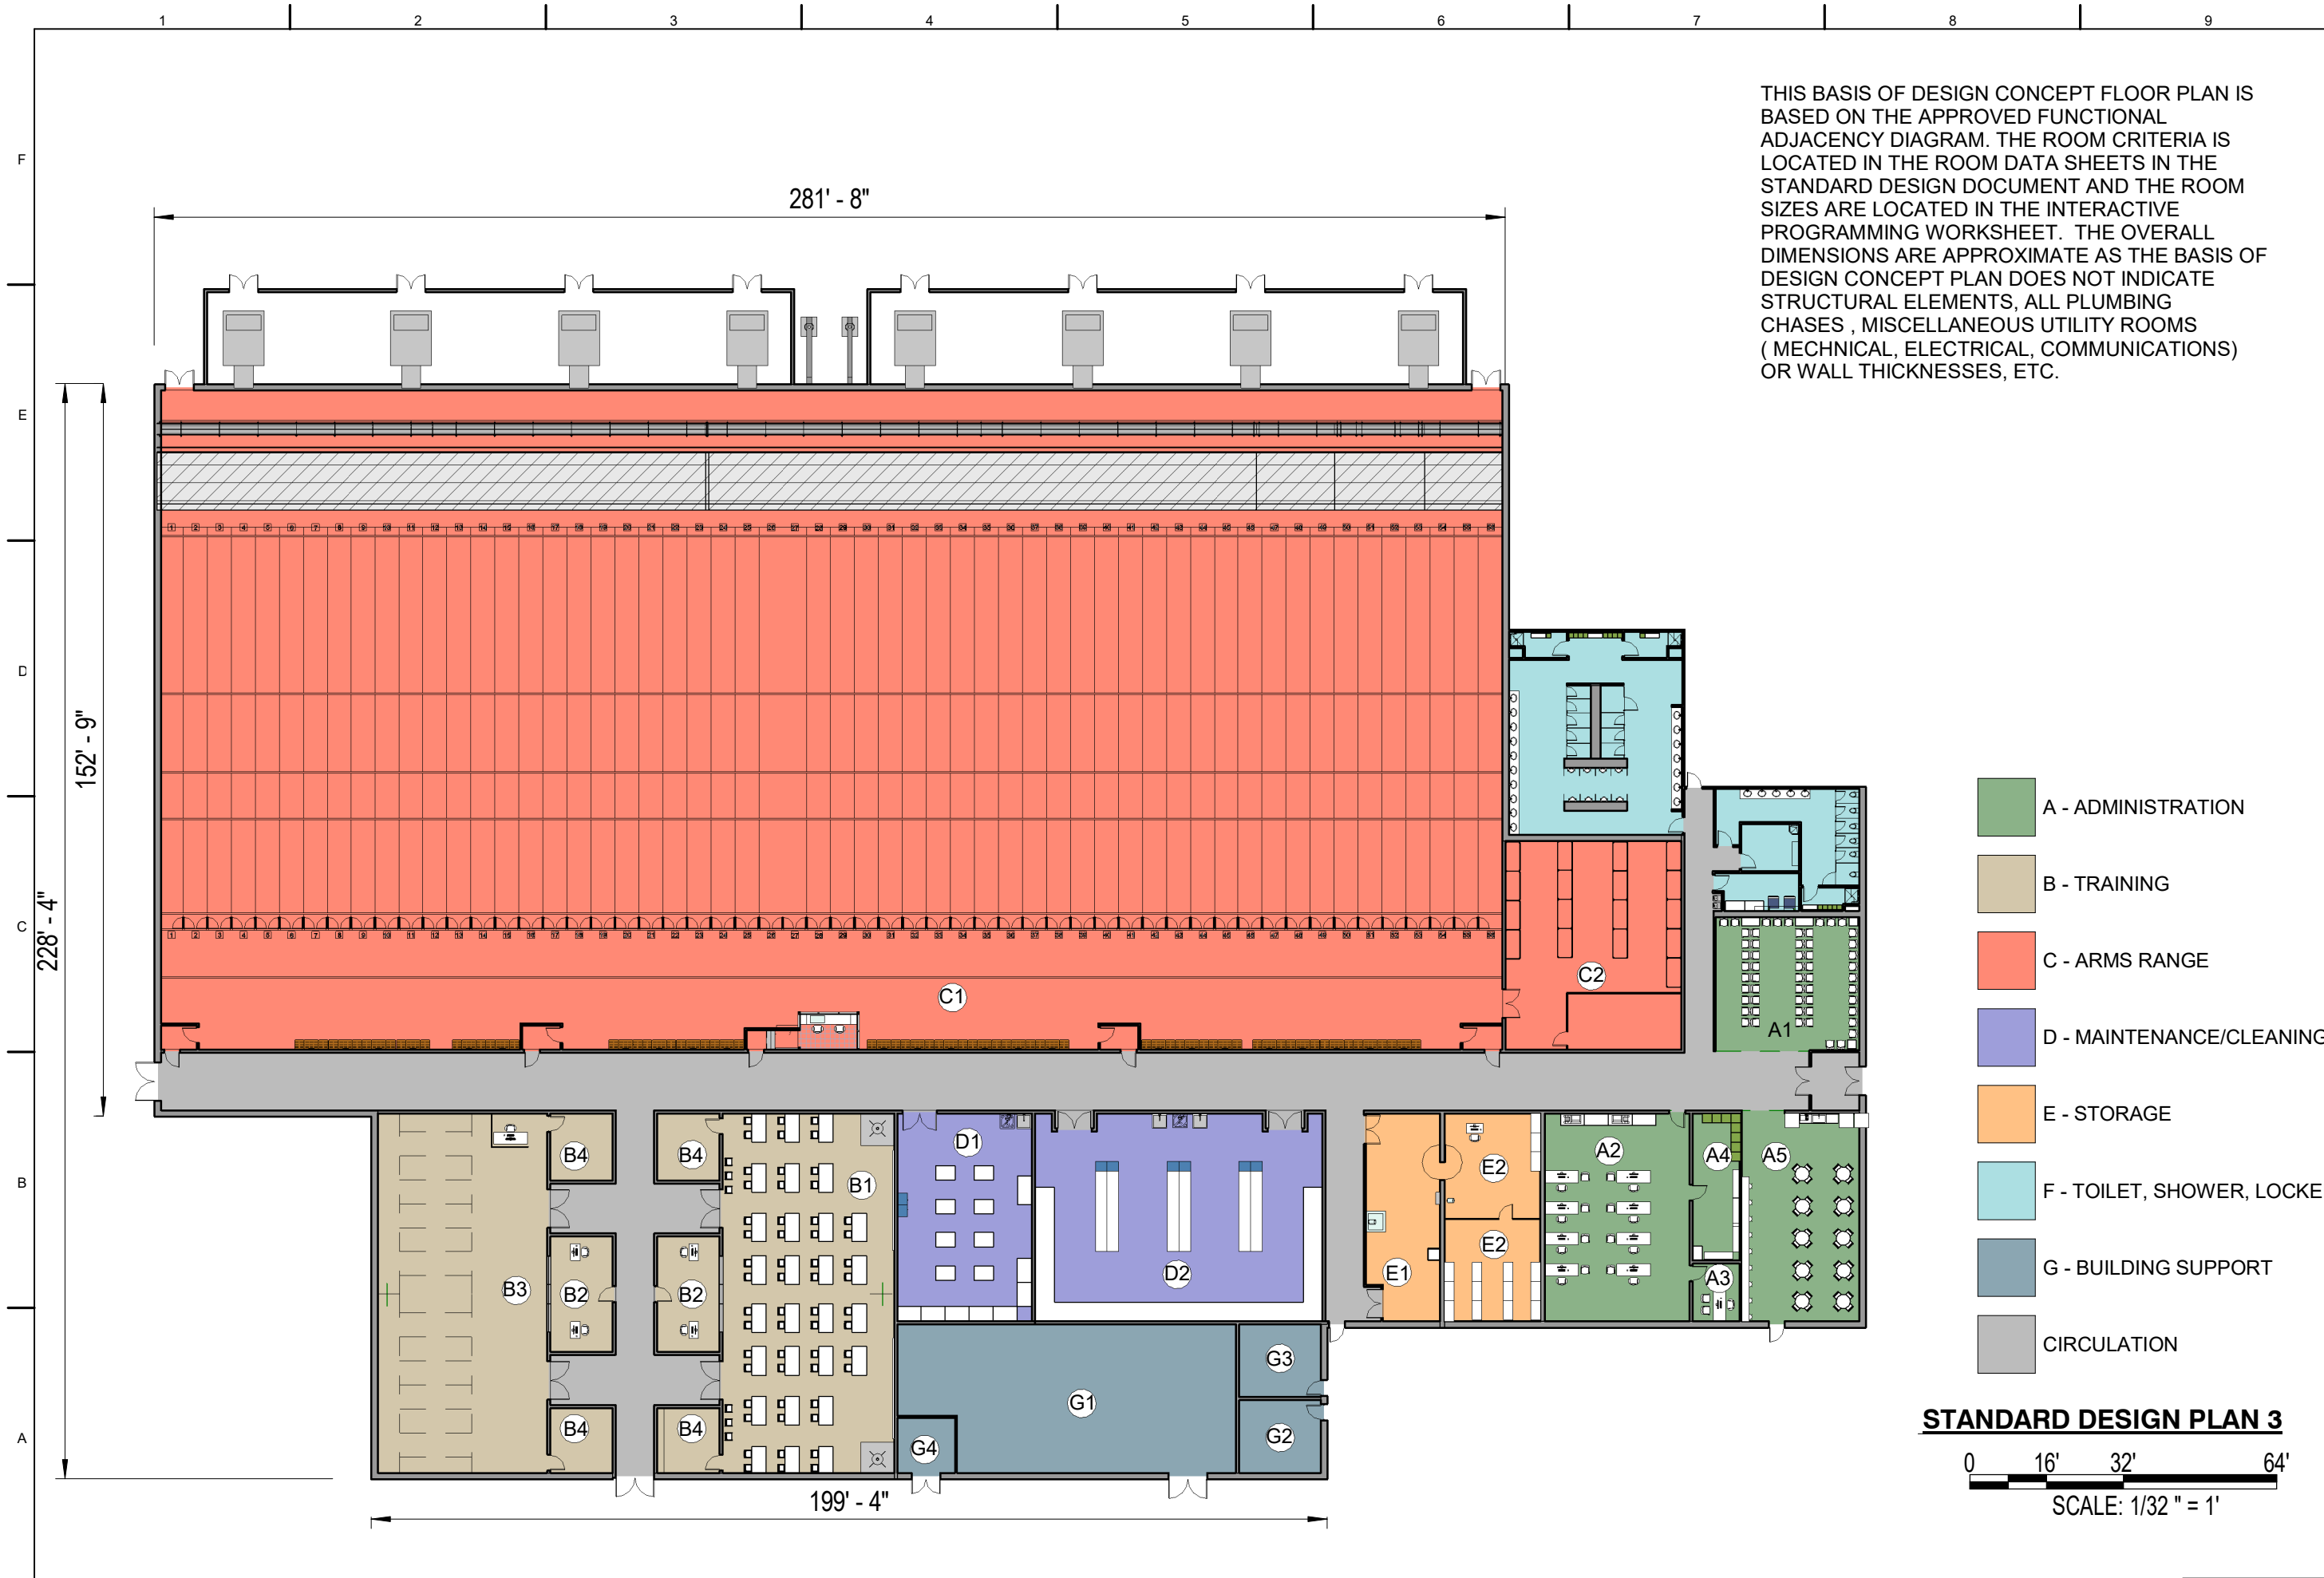 1 2 3 4 5 6 7 8 9
THIS BASIS OF DESIGN CONCEPT FLOOR PLAN IS
BASED ON THE APPROVED FUNCTIONAL
ADJACENCY DIAGRAM. THE ROOM CRITERIA IS
LOCATED IN THE ROOM DATA SHEETS IN THE
STANDARD DESIGN DOCUMENT AND THE ROOM
SIZES ARE LOCATED IN THE INTERACTIVE
PROGRAMMING WORKSHEET. THE OVERALL
DIMENSIONS ARE APPROXIMATE AS THE BASIS OF
DESIGN CONCEPT PLAN DOES NOT INDICATE
STRUCTURAL ELEMENTS, ALL PLUMBING
CHASES , MISCELLANEOUS UTILITY ROOMS
( MECHNICAL, ELECTRICAL, COMMUNICATIONS)
OR WALL THICKNESSES, ETC.
F
E
D
C
B
A
281' - 8"
152' - 9"
228' - 4"
199' - 4"
C1
C2
A1
B4
B4
B1
D1
E2
A2
A4
A5
B3
B2
B2
D2
E1
E2
A3
B4
B4
G4
G1
G3
G2
A - ADMINISTRATION
B - TRAINING
C - ARMS RANGE
D - MAINTENANCE/CLEANING
E - STORAGE
F - TOILET, SHOWER, LOCKE
G - BUILDING SUPPORT
CIRCULATION
STANDARD DESIGN PLAN 3
0 16' 32' 64'
SCALE: 1/32 " = 1'